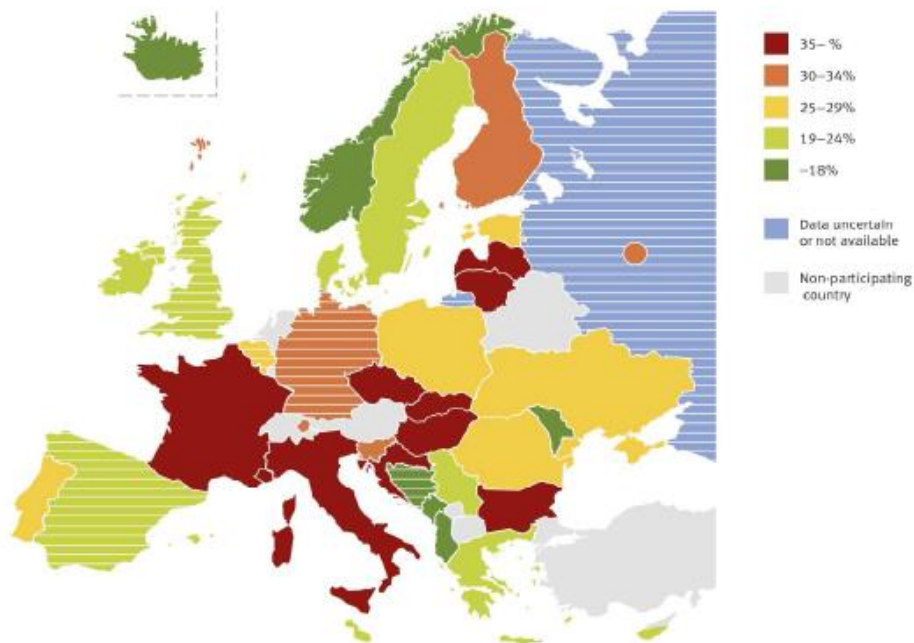 35– %
30–34%
25–29%
19–24%
–18%
Data uncertain
or not available
Non-participating
country